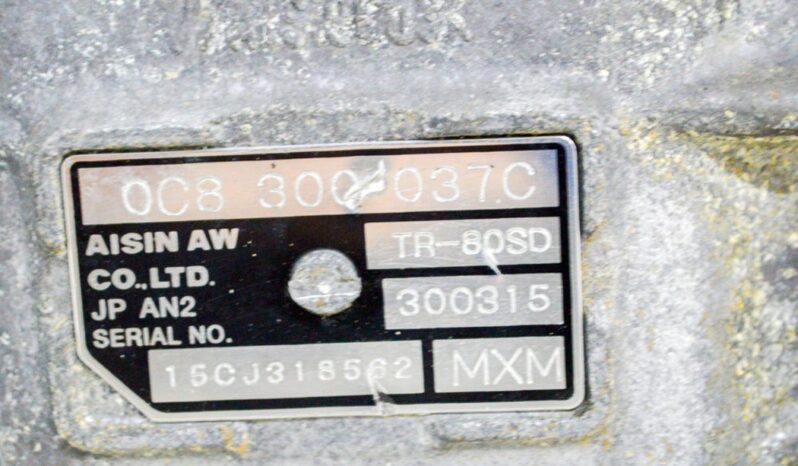 0C8 300 037.C
AISIN AW TR-80SD
CO.,LTD.
JP AN2 300315
SERIAL NO.
15CJ318562 MXM